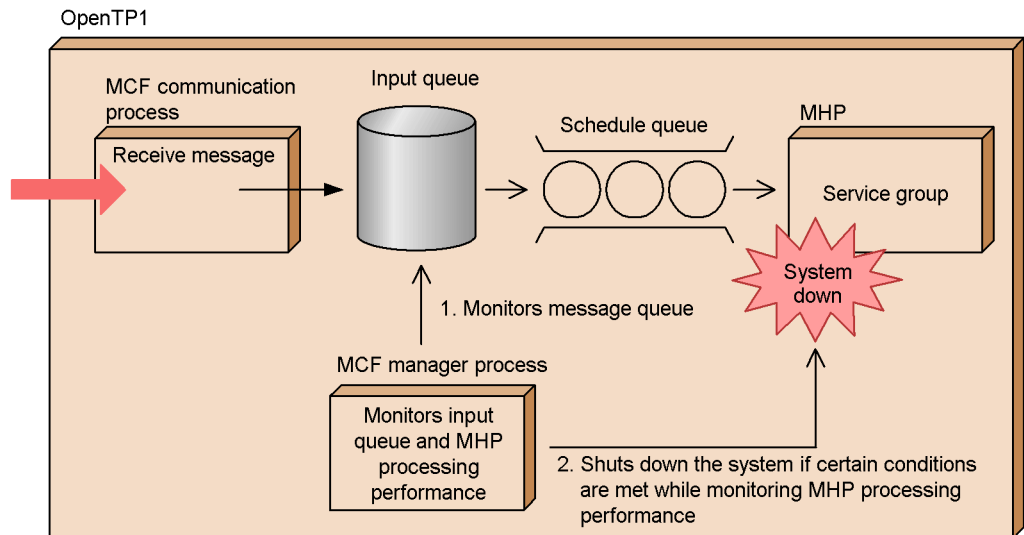 OpenTP1
MCF communication
process
Receive message
Input queue
Schedule queue
MHP
Service group
System
down
1. Monitors message queue
MCF manager process
Monitors input
queue and MHP
processing
performance
2. Shuts down the system if certain conditions
are met while monitoring MHP processing
performance